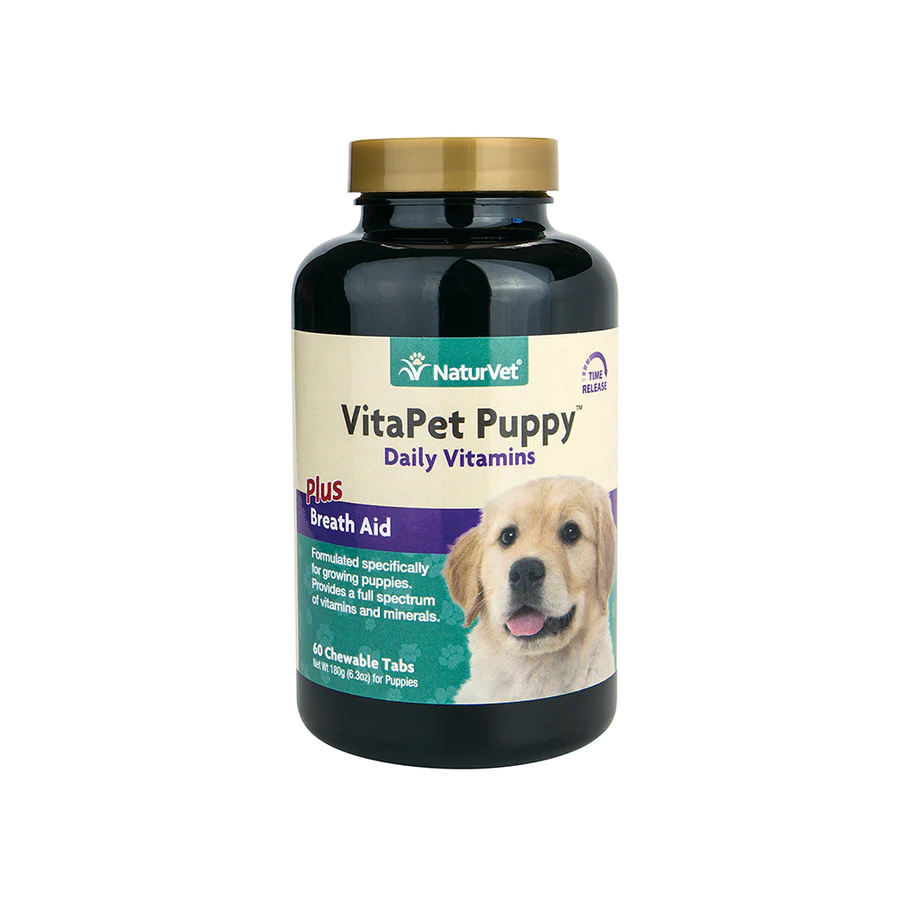 NaturVet®
TIME
RELEASE
VitaPet Puppy™
Daily Vitamins
Plus
Breath Aid
Formulated specifically
for growing puppies.
Provides a full spectrum
of vitamins and minerals.
60 Chewable Tabs
Net Wt 180g (6.3oz) for Puppies